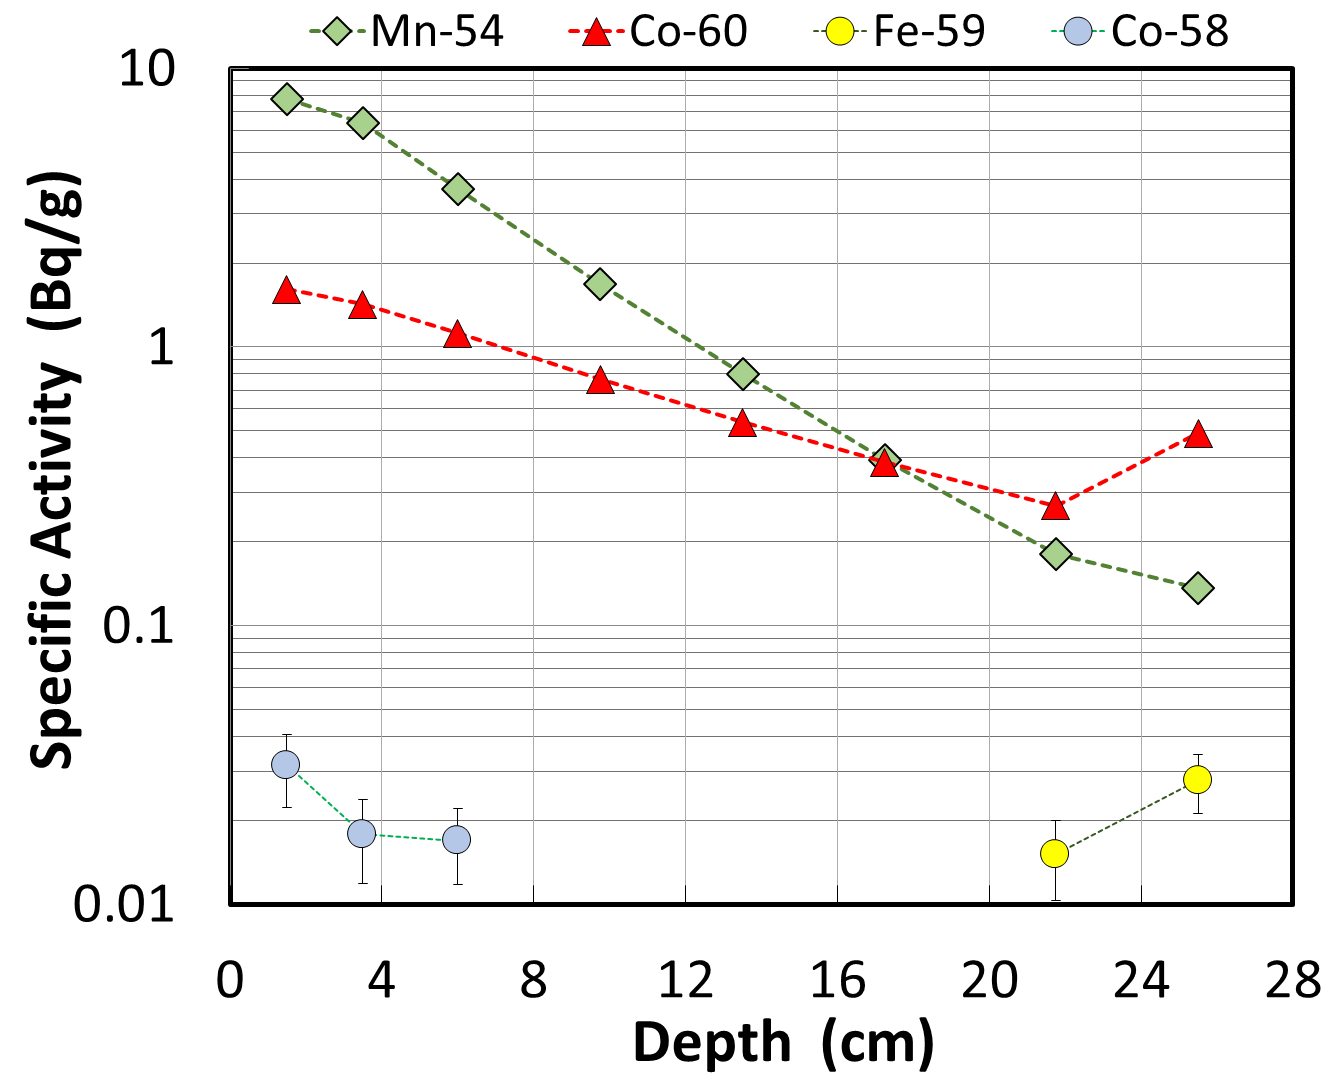 Mn-54 Co-60 Fe-59 Co-58
10
1
0.1
0.01
Specific Activity (Bq/g)
0 4 8 12 16 20 24 28
Depth (cm)